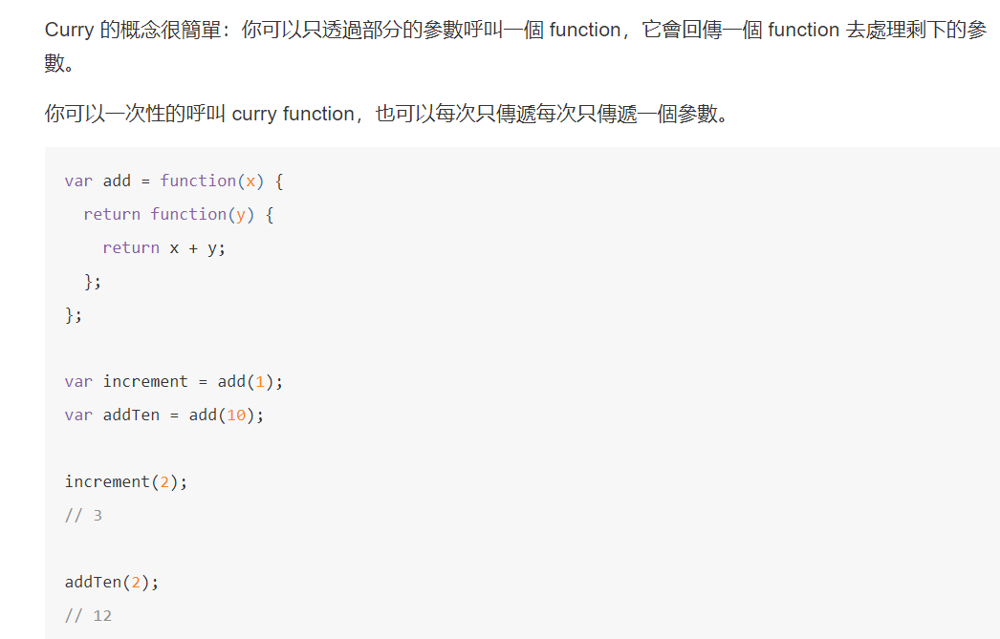 Curry 的概念很簡單：你可以只透過部分的參數呼叫一個 function，它會回傳一個 function 去處理剩下的參
數。
你可以一次性的呼叫 curry function，也可以每次只傳遞每次只傳遞一個參數。
var add = function(x) {
  return function(y) {
    return x + y;
  };
};
var increment = add(1);
var addTen = add(10);
increment(2);
// 3
addTen(2);
// 12